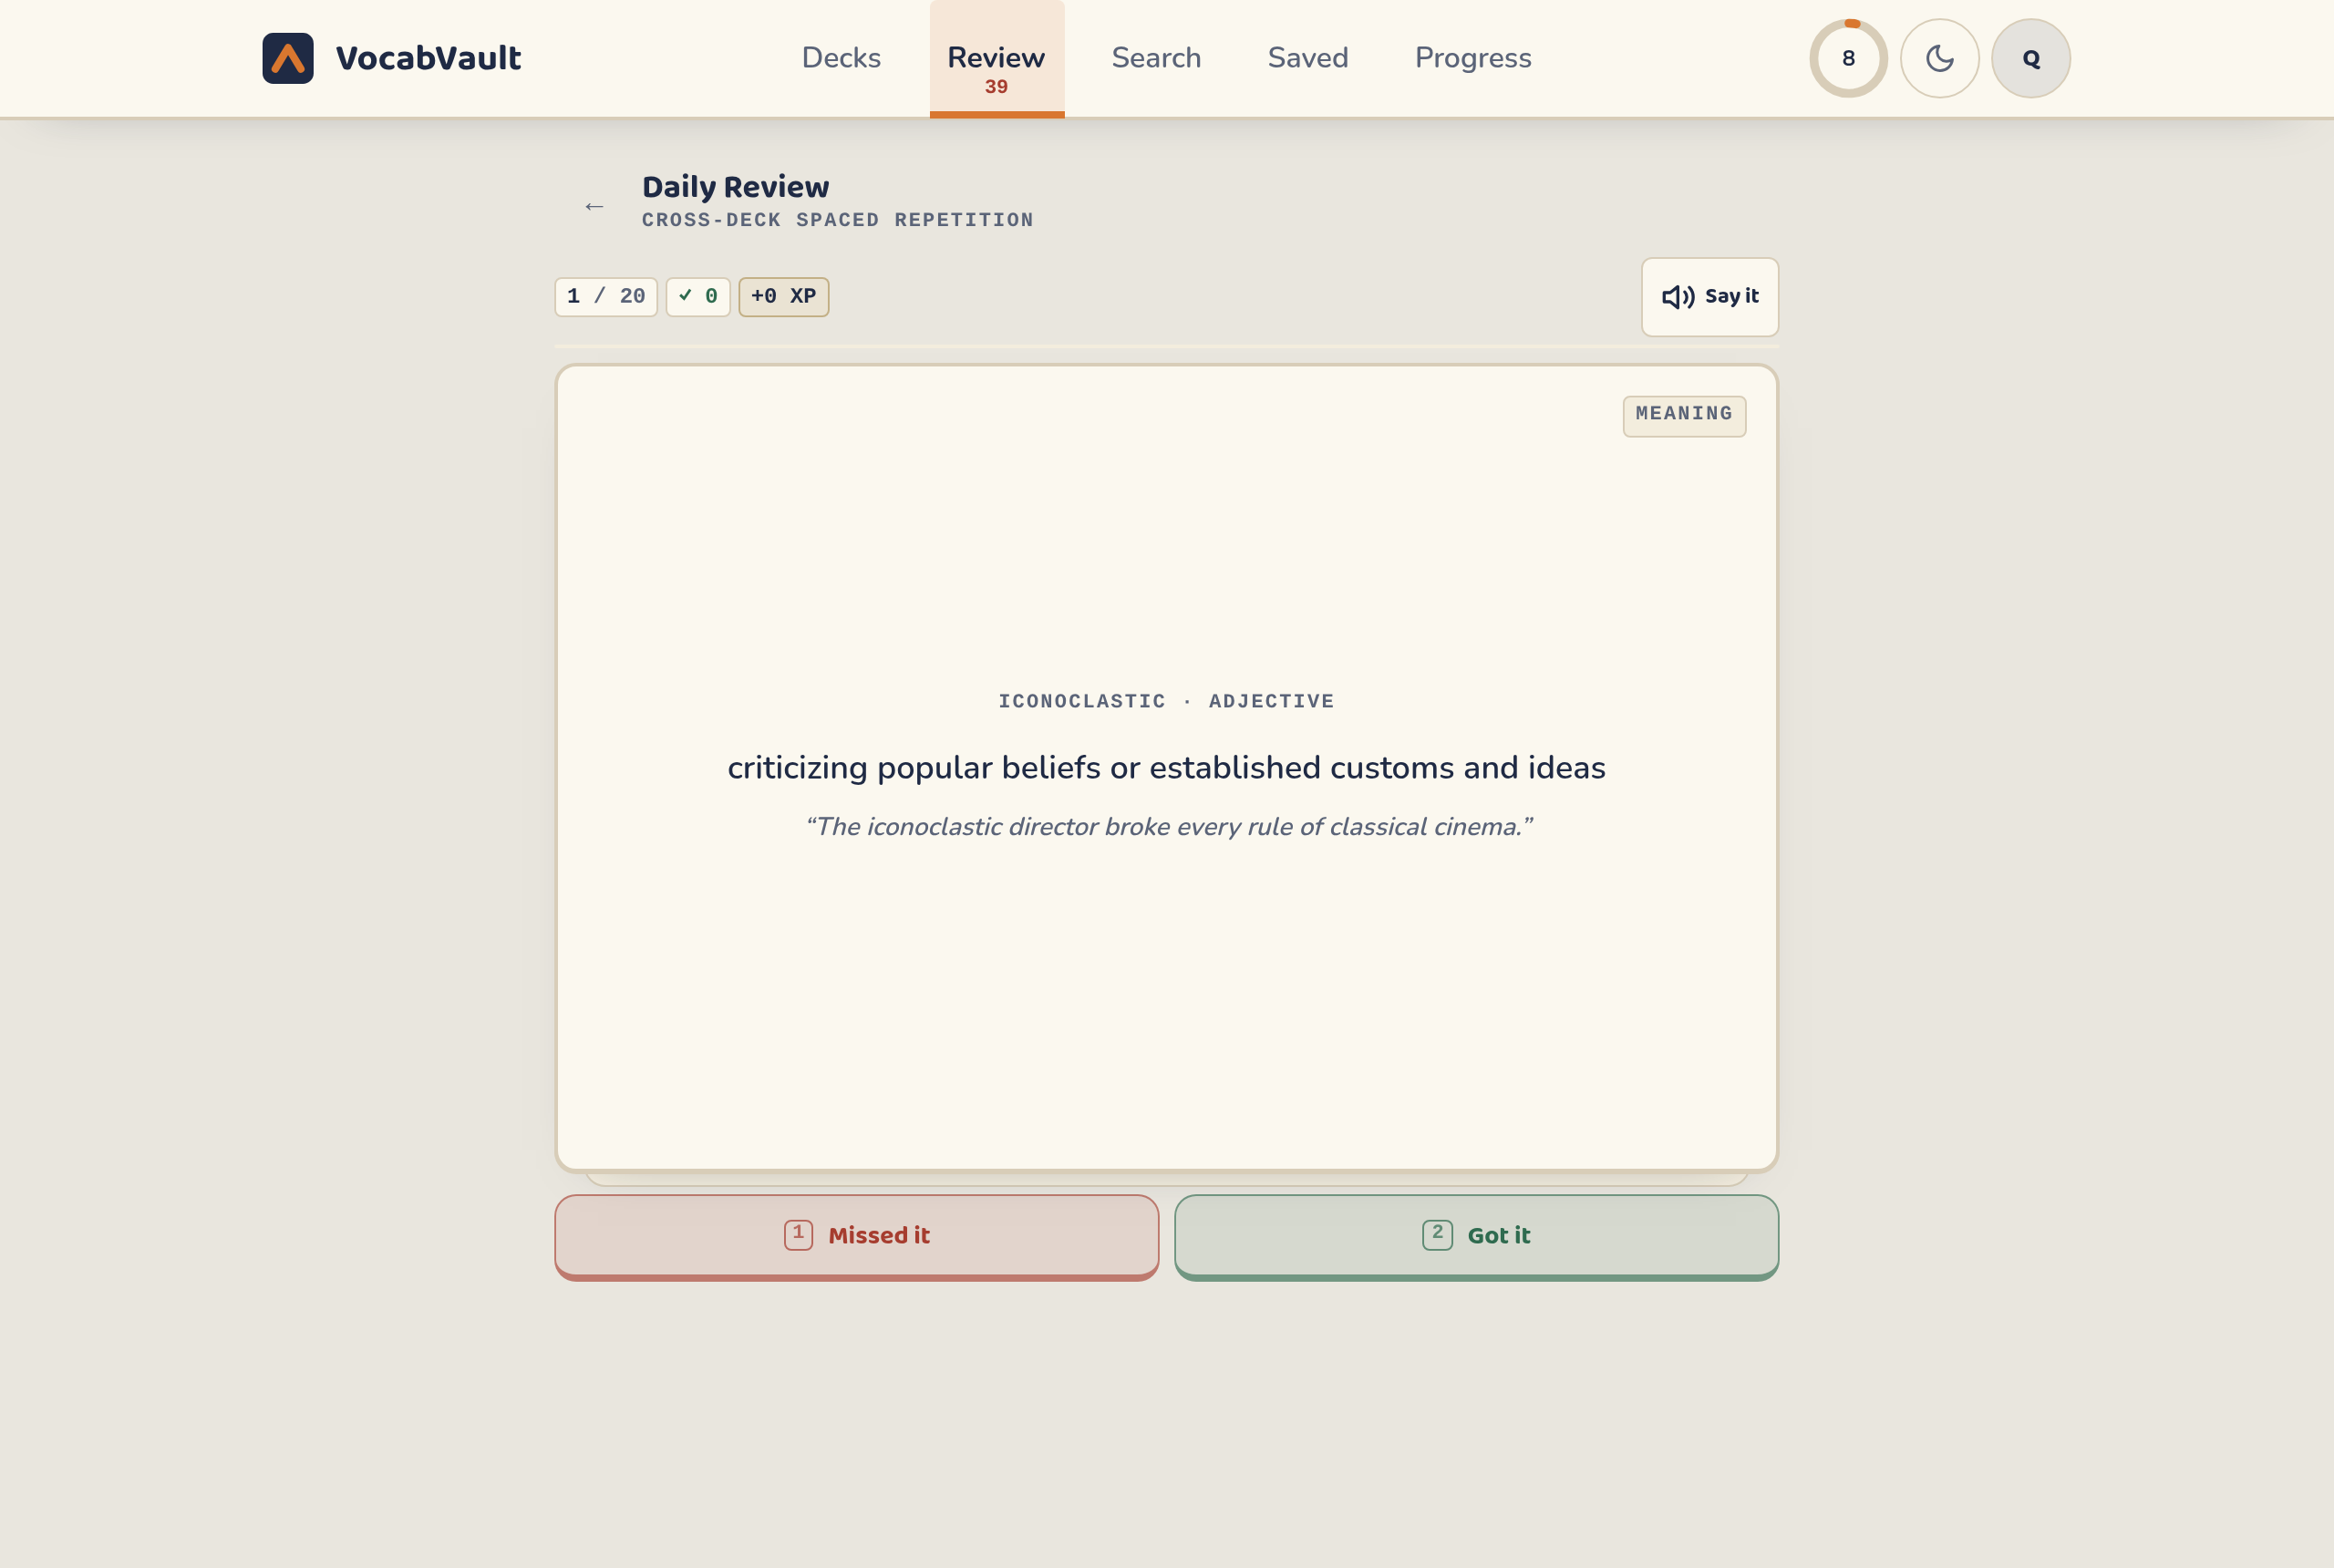 VocabVault
Decks
Review
39
Search
Saved
Progress
8
Q
←
Daily Review
CROSS-DECK SPACED REPETITION
1 / 20
✓ 0
+0 XP
Say it
MEANING
ICONOCLASTIC · ADJECTIVE
criticizing popular beliefs or established customs and ideas
“The iconoclastic director broke every rule of classical cinema.”
1 Missed it
2 Got it